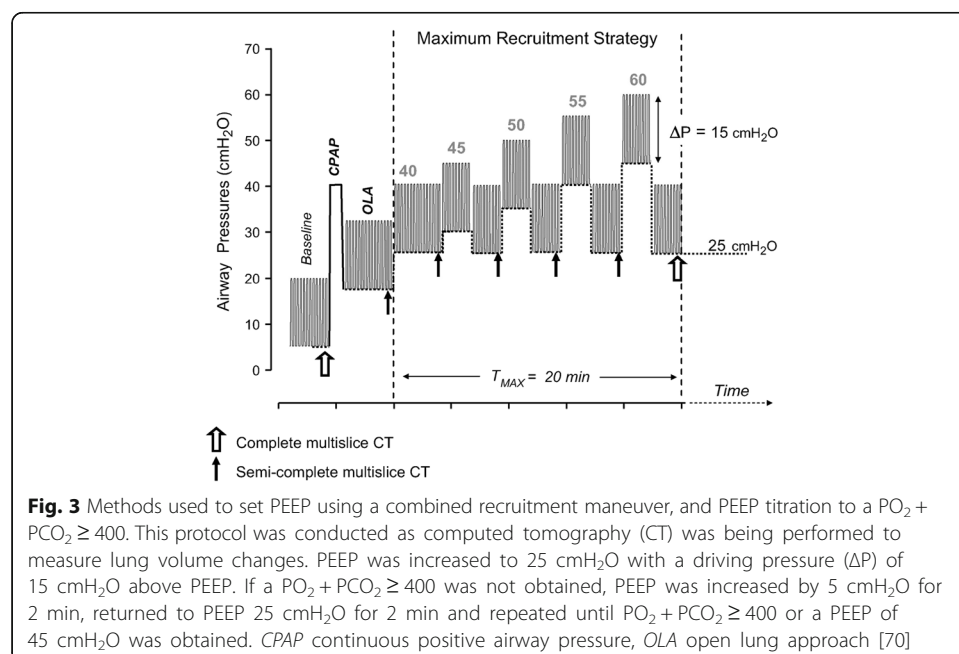 Maximum Recruitment Strategy
70
60
50
40
30
20
10
0
Airway Pressures (cmH₂O)
Baseline
CPAP
OLA
40
45
50
55
60
ΔP = 15 cmH₂O
25 cmH₂O
T_MAX = 20 min
Time
Complete multislice CT
Semi-complete multislice CT
Fig. 3 Methods used to set PEEP using a combined recruitment maneuver, and PEEP titration to a PO₂ +
PCO₂ ≥ 400. This protocol was conducted as computed tomography (CT) was being performed to
measure lung volume changes. PEEP was increased to 25 cmH₂O with a driving pressure (ΔP) of
15 cmH₂O above PEEP. If a PO₂ + PCO₂ ≥ 400 was not obtained, PEEP was increased by 5 cmH₂O for
2 min, returned to PEEP 25 cmH₂O for 2 min and repeated until PO₂ + PCO₂ ≥ 400 or a PEEP of
45 cmH₂O was obtained. CPAP continuous positive airway pressure, OLA open lung approach [70]